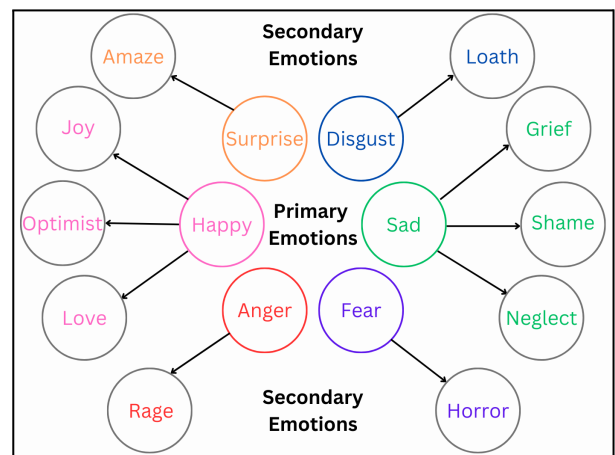 Secondary
Emotions
Amaze
Loath
Joy
Surprise
Disgust
Grief
Optimist
Happy
Primary
Emotions
Sad
Shame
Love
Anger
Fear
Neglect
Rage
Secondary
Emotions
Horror